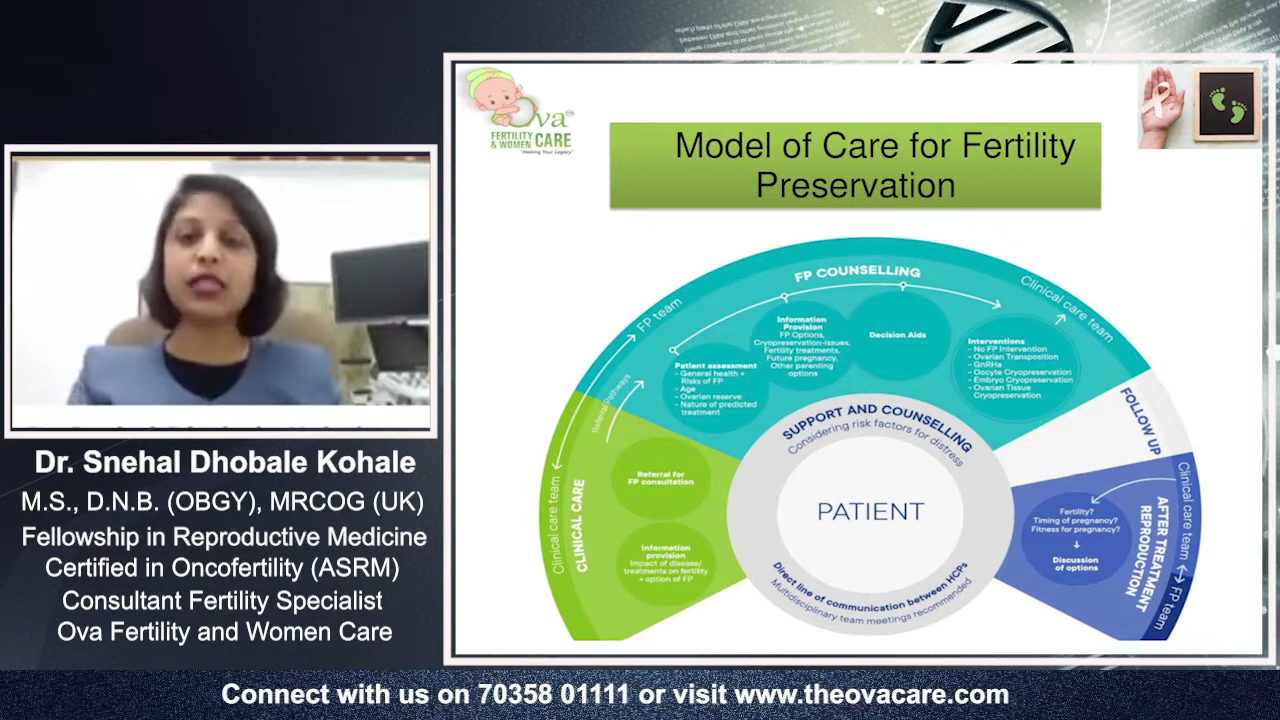 Ova
FERTILITY
& WOMEN CARE
"Making Your Legacy"
Model of Care for Fertility
Preservation
FP COUNSELLING
FP team
Clinical care team
Referral Pathways
Patient assessment
- General health +
Risks of FP
- Age
- Ovarian reserve
- Nature of predicted
treatment
Information
Provision
FP Options,
Cryopreservation-issues,
Fertility treatments,
Future pregnancy,
Other parenting
options
Decision Aids
Interventions
- No FP Intervention
- Ovarian Transposition
- GnRHa
- Oocyte Cryopreservation
- Embryo Cryopreservation
- Ovarian Tissue
Cryopreservation
Clinical care team
CLINICAL CARE
Referral for
FP consultation
Information
provision
Impact of disease/
treatments on fertility
+ option of FP
SUPPORT AND COUNSELLING
Considering risk factors for distress
PATIENT
Direct line of communication between HCPs
Multidisciplinary team meetings recommended
FOLLOW UP
Fertility?
Timing of pregnancy?
Fitness for pregnancy?
Discussion
of options
AFTER TREATMENT
REPRODUCTION
Clinical care team
FP team
Dr. Snehal Dhobale Kohale
M.S., D.N.B. (OBGY), MRCOG (UK)
Fellowship in Reproductive Medicine
Certified in Oncofertility (ASRM)
Consultant Fertility Specialist
Ova Fertility and Women Care
Connect with us on 70358 01111 or visit www.theovacare.com